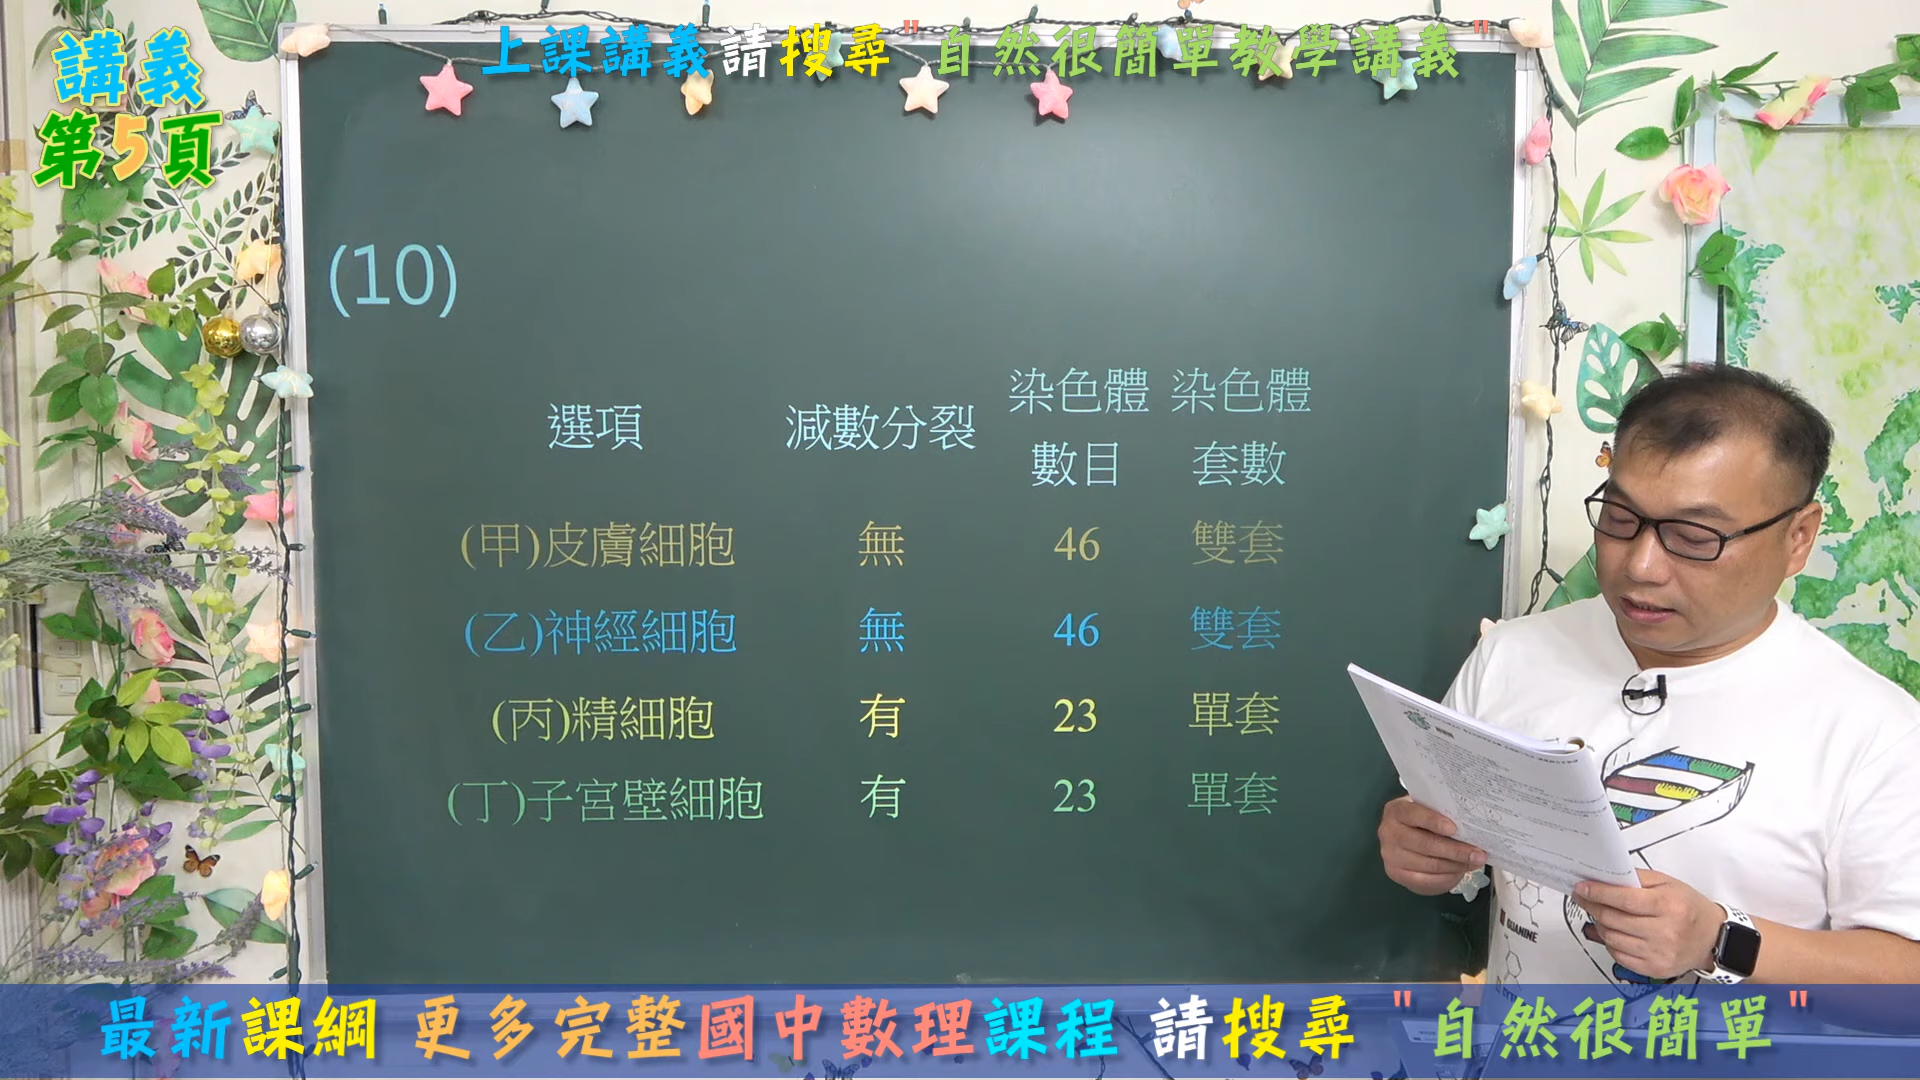 上課講義請搜尋"自然很簡單教學講義"
講義
第5頁
(10)
選項 減數分裂 染色體數目 染色體套數
(甲)皮膚細胞 無 46 雙套
(乙)神經細胞 無 46 雙套
(丙)精細胞 有 23 單套
(丁)子宮壁細胞 有 23 單套
GUANINE
最新課綱 更多完整國中數理課程 請搜尋"自然很簡單"